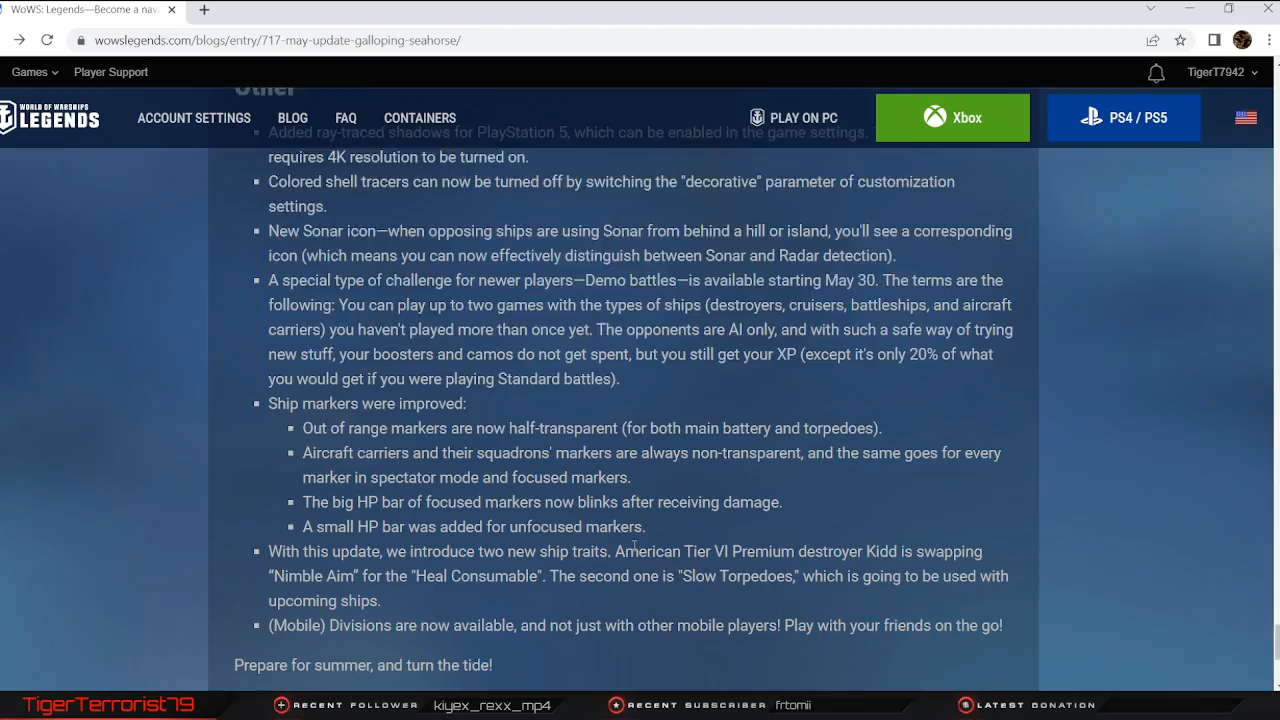 WoWS: Legends—Become a nav
wowslegends.com/blogs/entry/717-may-update-galloping-seahorse/
Games Player Support TigerT7942
Other
WORLD OF WARSHIPS
LEGENDS ACCOUNT SETTINGS BLOG FAQ CONTAINERS PLAY ON PC Xbox PS4 / PS5
Added ray-traced shadows for PlayStation 5, which can be enabled in the game settings.
requires 4K resolution to be turned on.
Colored shell tracers can now be turned off by switching the "decorative" parameter of customization
settings.
New Sonar icon—when opposing ships are using Sonar from behind a hill or island, you'll see a corresponding
icon (which means you can now effectively distinguish between Sonar and Radar detection).
A special type of challenge for newer players—Demo battles—is available starting May 30. The terms are the
following: You can play up to two games with the types of ships (destroyers, cruisers, battleships, and aircraft
carriers) you haven't played more than once yet. The opponents are AI only, and with such a safe way of trying
new stuff, your boosters and camos do not get spent, but you still get your XP (except it's only 20% of what
you would get if you were playing Standard battles).
Ship markers were improved:
Out of range markers are now half-transparent (for both main battery and torpedoes).
Aircraft carriers and their squadrons' markers are always non-transparent, and the same goes for every
marker in spectator mode and focused markers.
The big HP bar of focused markers now blinks after receiving damage.
A small HP bar was added for unfocused markers.
With this update, we introduce two new ship traits. American Tier VI Premium destroyer Kidd is swapping
“Nimble Aim” for the "Heal Consumable". The second one is "Slow Torpedoes," which is going to be used with
upcoming ships.
(Mobile) Divisions are now available, and not just with other mobile players! Play with your friends on the go!
Prepare for summer, and turn the tide!
TigerTerrorist79 RECENT FOLLOWER kiyex_rexx_mp4 RECENT SUBSCRIBER frtomii LATEST DONATION